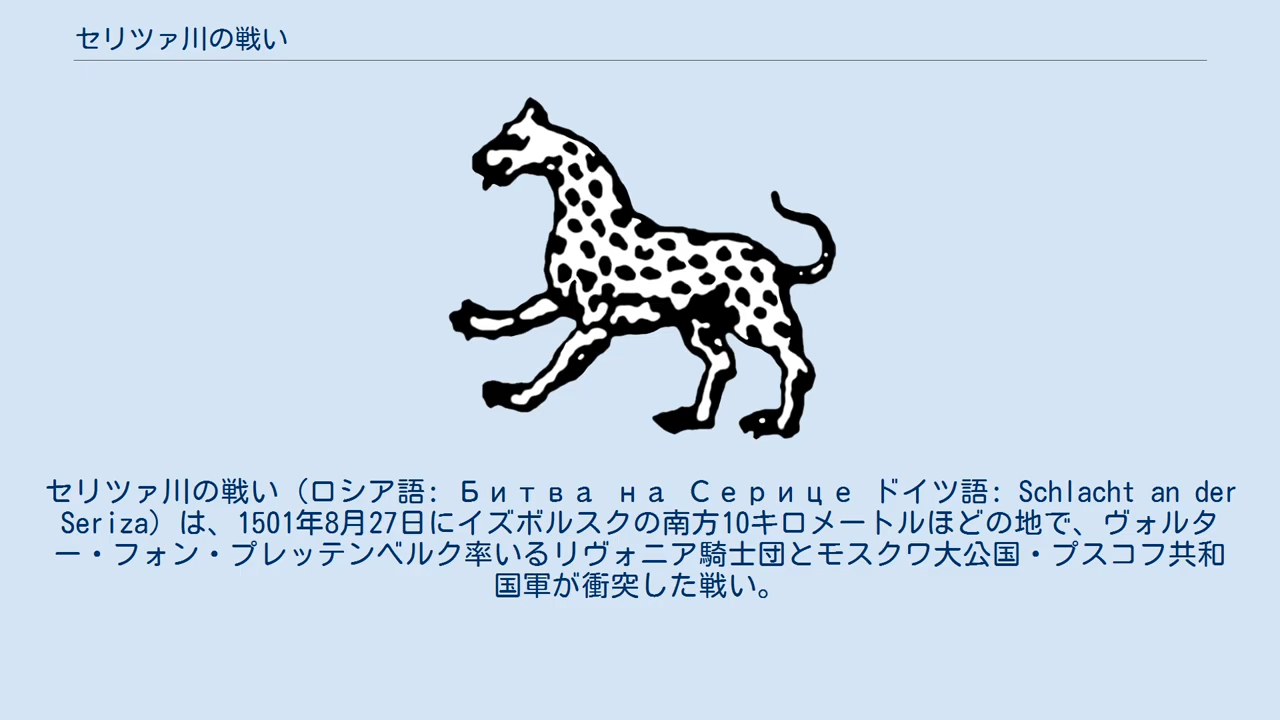 セリツァ川の戦い
セリツァ川の戦い（ロシア語: Битва на Серице ドイツ語: Schlacht an der
Seriza）は、1501年8月27日にイズボルスクの南方10キロメートルほどの地で、ヴォルタ
ー・フォン・プレッテンベルク率いるリヴォニア騎士団とモスクワ大公国・プスコフ共和
国軍が衝突した戦い。